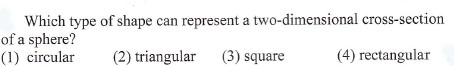 Which type of shape can represent a two-dimensional cross-section
of a sphere?
(1) circular (2) triangular (3) square (4) rectangular